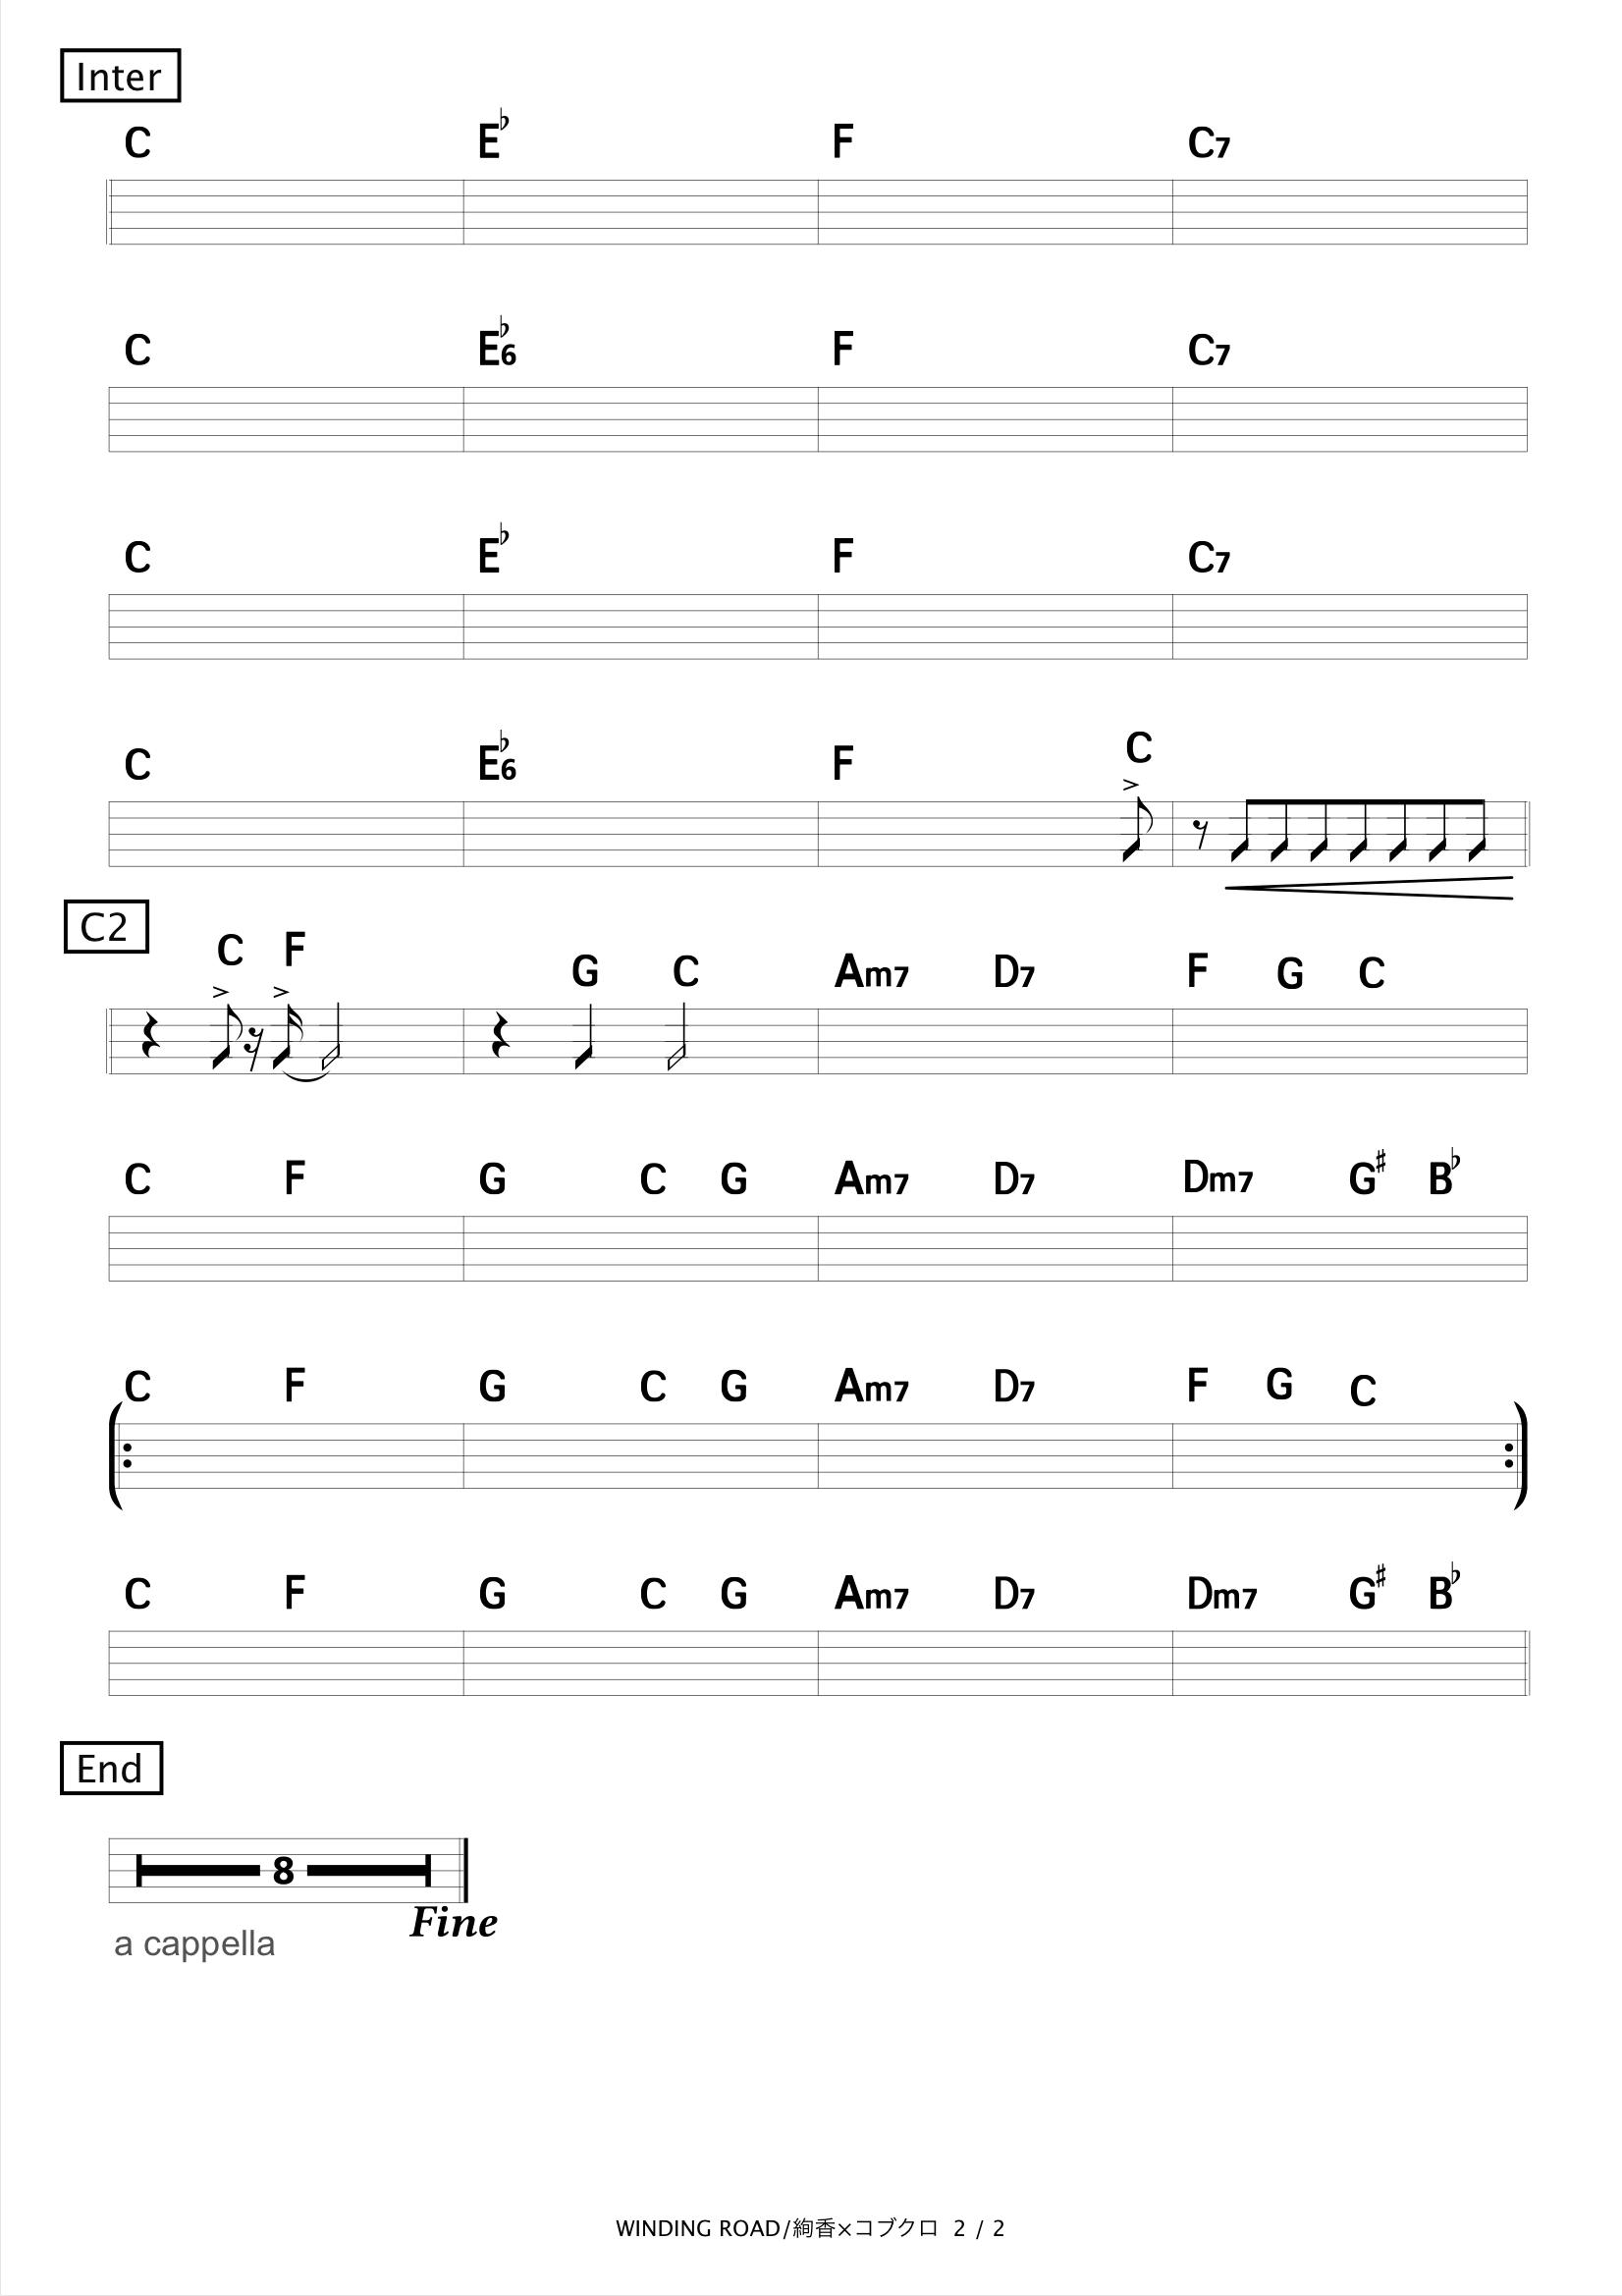 Inter
C E♭ F C7
C E♭6 F C7
C E♭ F C7
C E♭6 F C
C2
C F G C Am7 D7 F G C
C F G C G Am7 D7 Dm7 G♯ B♭
C F G C G Am7 D7 F G C
C F G C G Am7 D7 Dm7 G♯ B♭
End
8
Fine
a cappella
WINDING ROAD/絢香×コブクロ 2 / 2